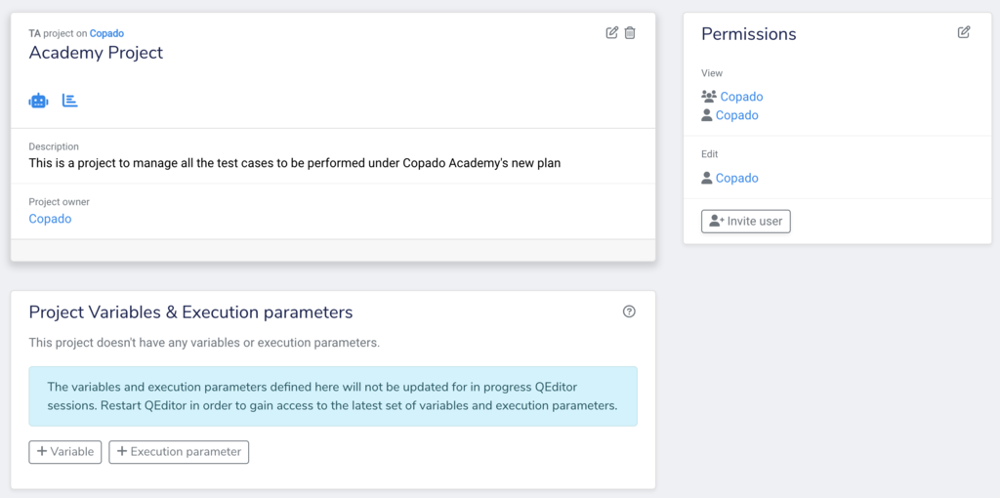 TA project on Copado
Academy Project
Description
This is a project to manage all the test cases to be performed under Copado Academy's new plan
Project owner
Copado
Permissions
View
Copado
Copado
Edit
Copado
Invite user
Project Variables & Execution parameters
This project doesn't have any variables or execution parameters.
The variables and execution parameters defined here will not be updated for in progress QEditor
sessions. Restart QEditor in order to gain access to the latest set of variables and execution parameters.
+ Variable + Execution parameter